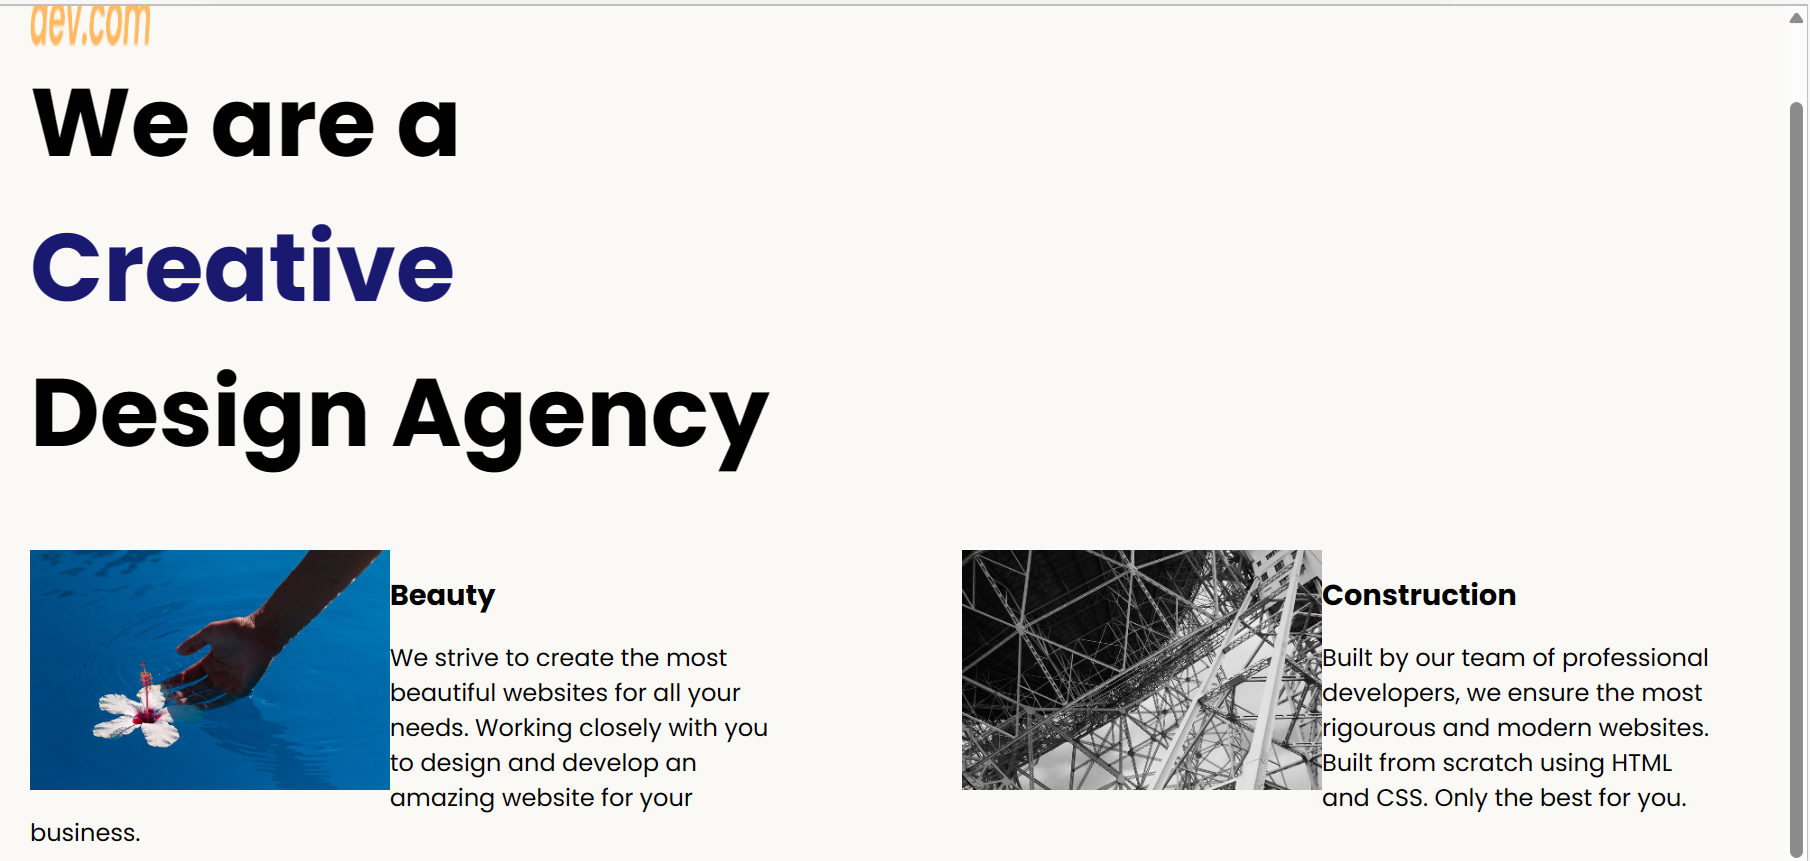 dev.com
We are a
Creative
Design Agency
Beauty
We strive to create the most
beautiful websites for all your
needs. Working closely with you
to design and develop an
amazing website for your
business.
Construction
Built by our team of professional
developers, we ensure the most
rigourous and modern websites.
Built from scratch using HTML
and CSS. Only the best for you.